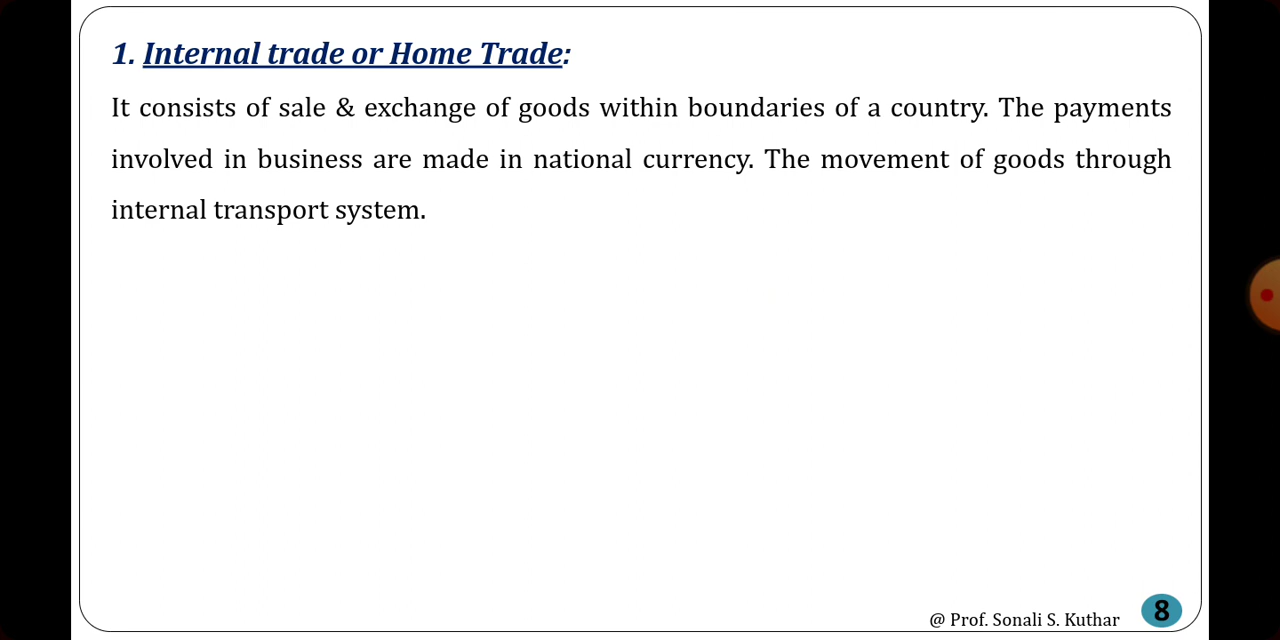 1. Internal trade or Home Trade:
It consists of sale & exchange of goods within boundaries of a country. The payments
involved in business are made in national currency. The movement of goods through
internal transport system.
@ Prof. Sonali S. Kuthar
8